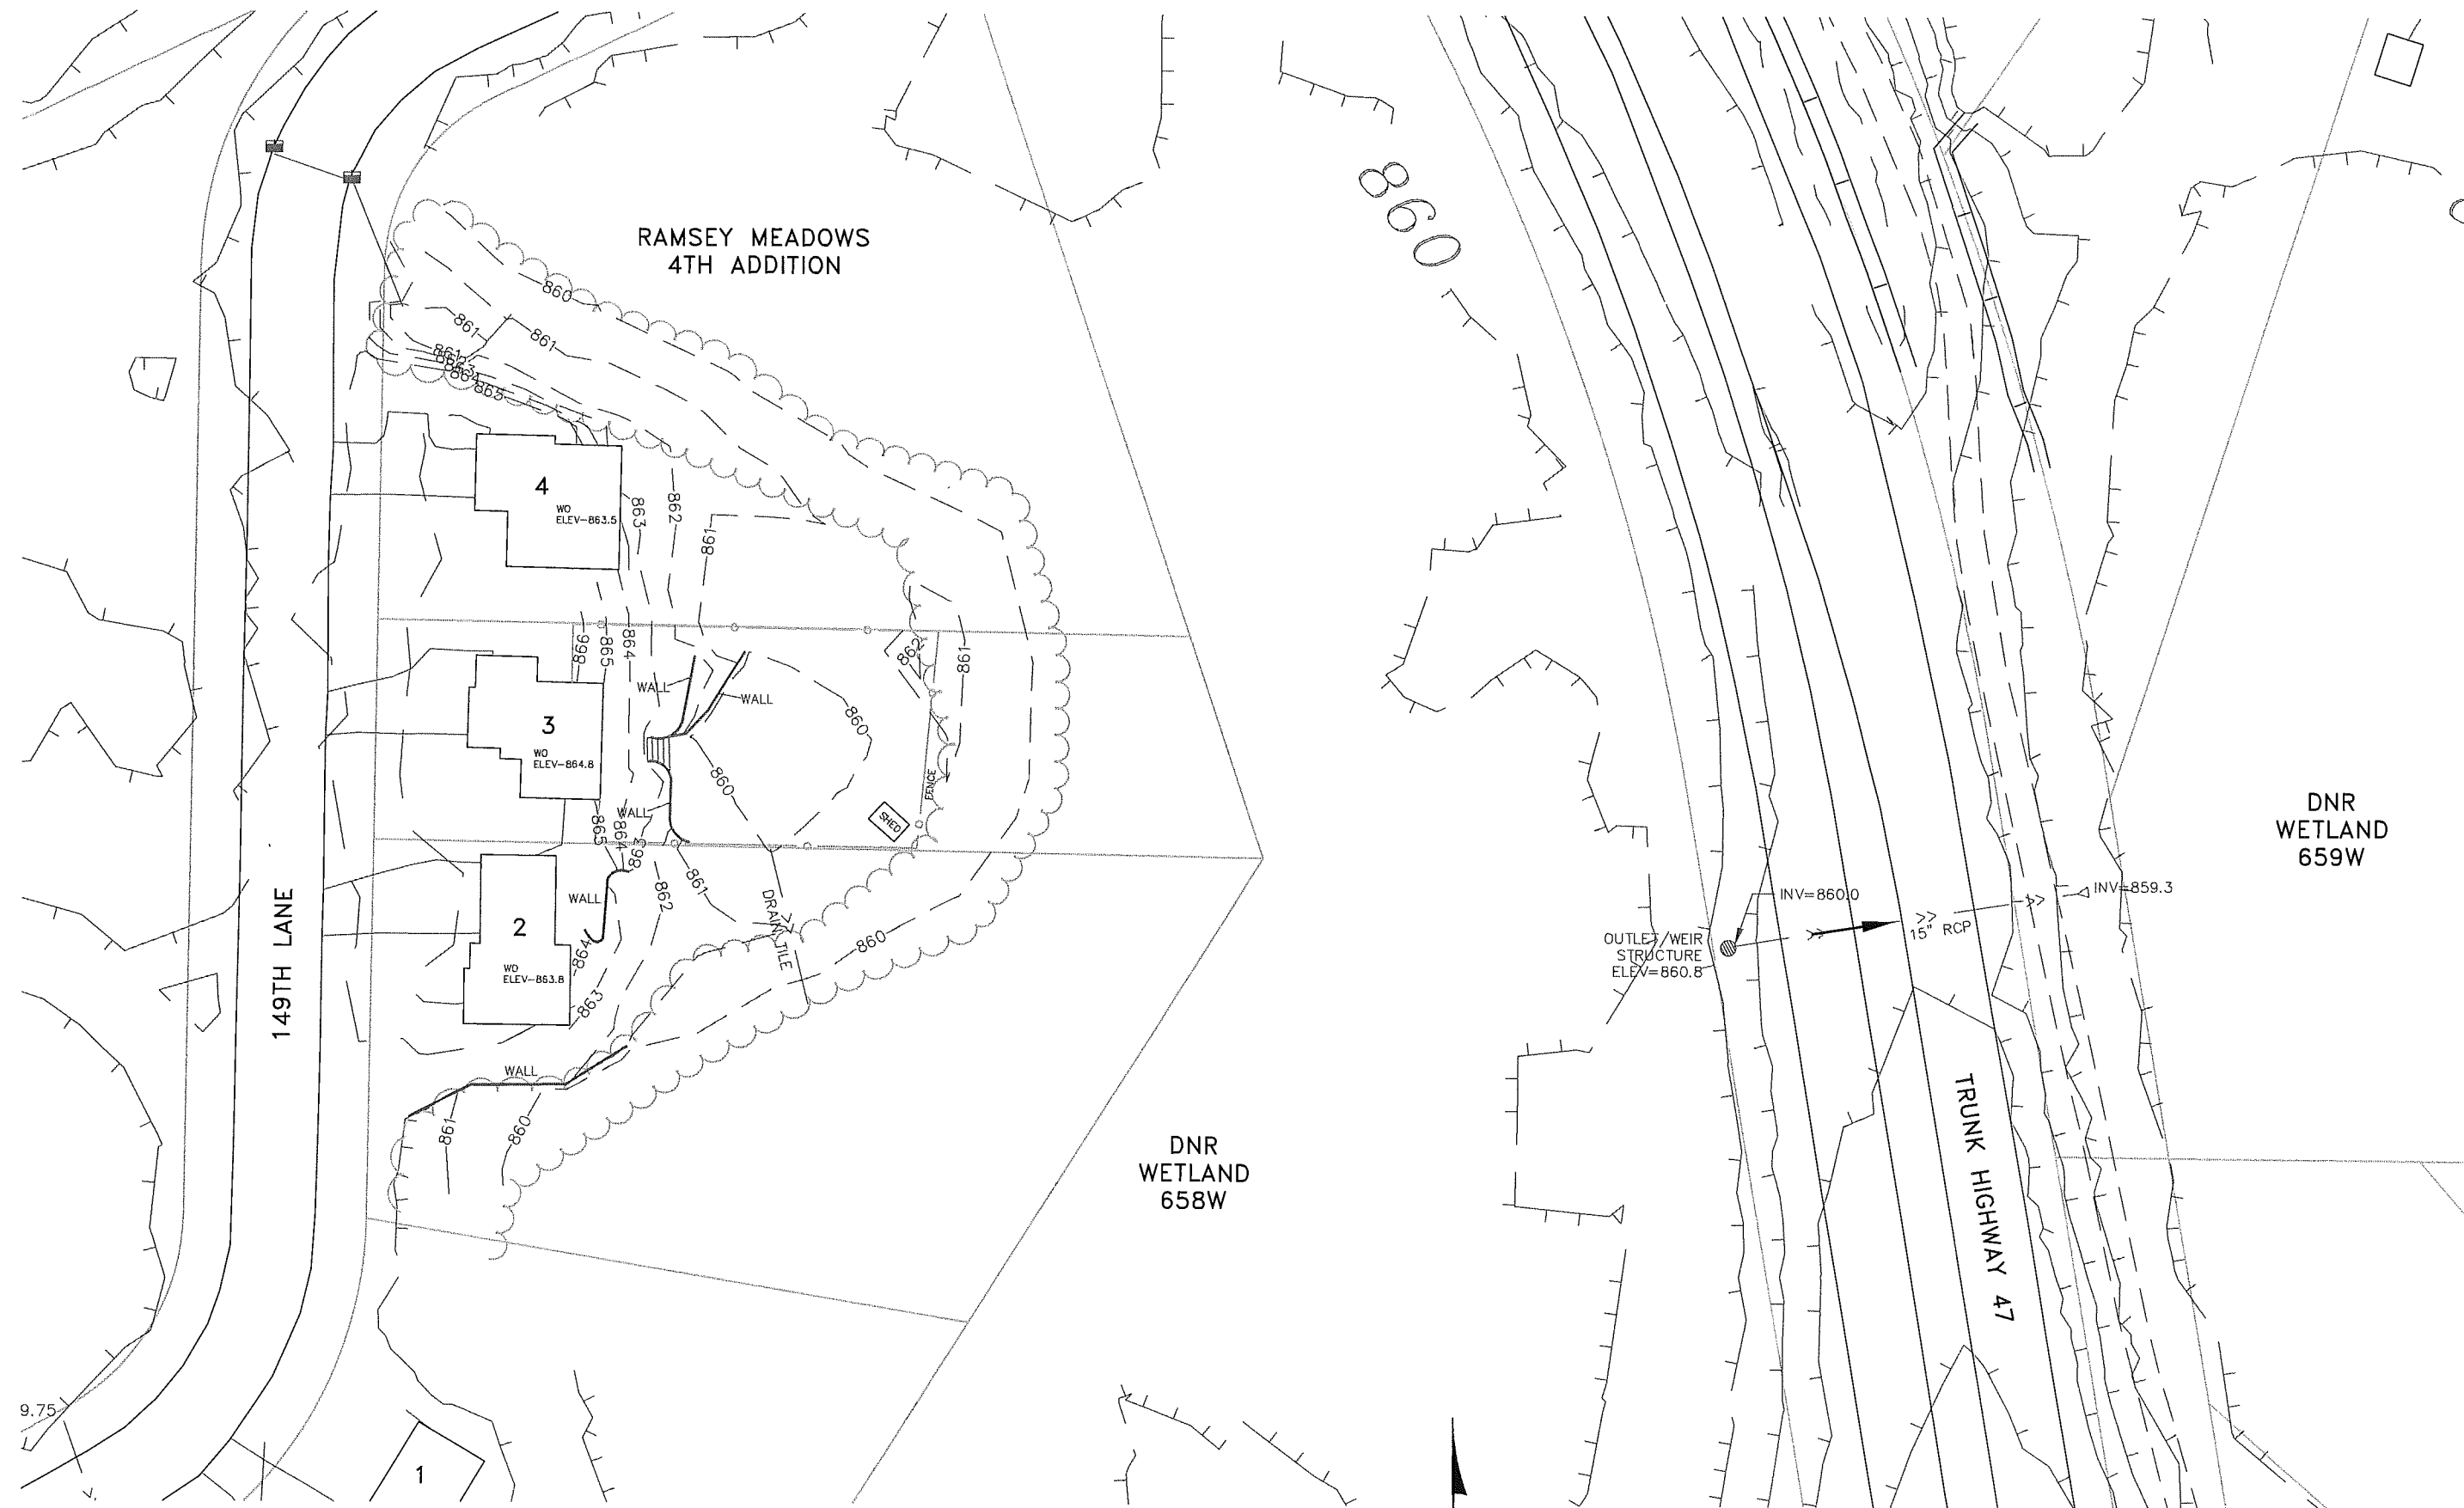 RAMSEY MEADOWS
4TH ADDITION
860
860
861
861
861
863
864
865
4
WO
ELEV-863.5
863
862
861
866
865
864
862
861
WALL
WALL
3
WO
ELEV-864.8
860
860
FENCE
SHED
WALL
865
864
863
862
861
WALL
2
WO
ELEV-863.8
864
863
DRAIN TILE
860
WALL
861
860
149TH LANE
DNR
WETLAND
658W
DNR
WETLAND
659W
INV=860.0
INV=859.3
15" RCP
OUTLET/WEIR
STRUCTURE
ELEV=860.8
TRUNK HIGHWAY 47
9.75
1